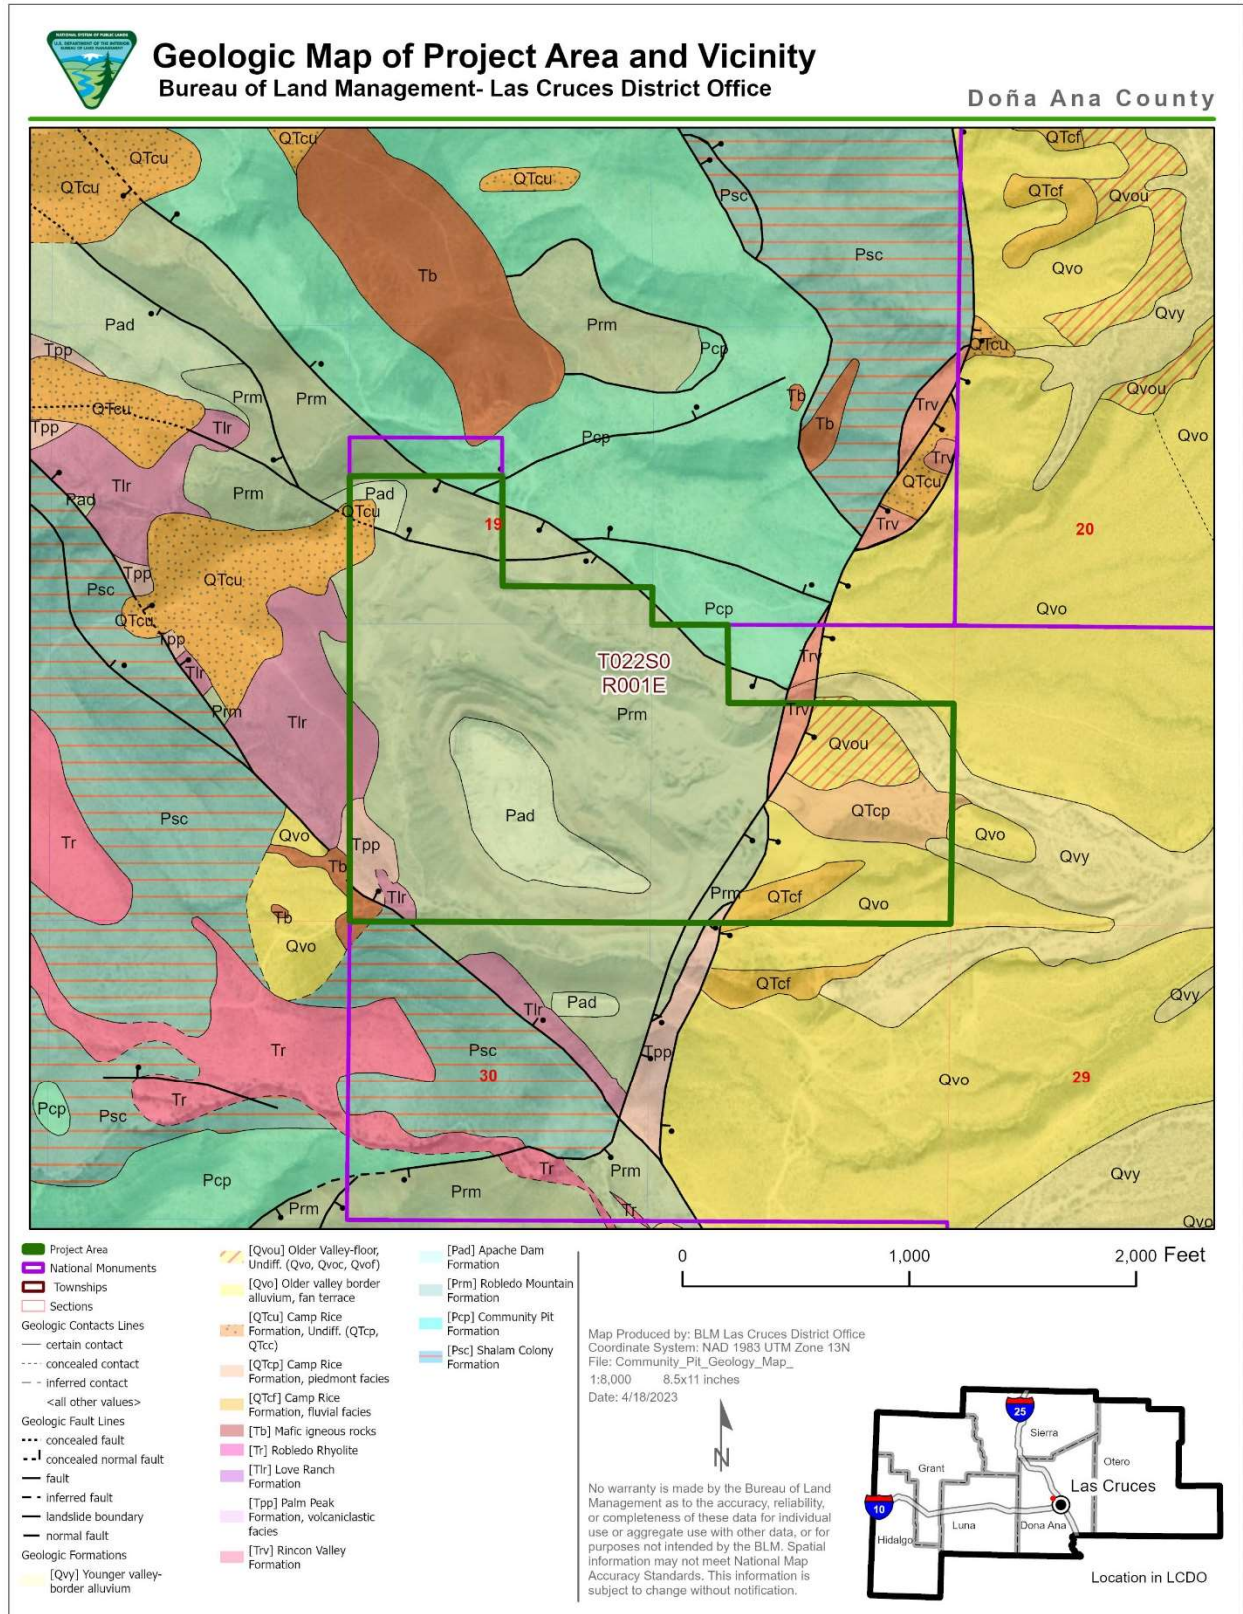 NATIONAL SYSTEM OF PUBLIC LANDS
U.S. DEPARTMENT OF THE INTERIOR
BUREAU OF LAND MANAGEMENT
Geologic Map of Project Area and Vicinity
Bureau of Land Management- Las Cruces District Office
Doña Ana County
QTcu
QTcu
QTcu
QTcf
QTcu
Psc
QTcf
Qvou
QTcu
Psc
Qvo
Tb
Qvy
Pad
Prm
Tpp
Pcp
QTcu
Qvou
Prm
Prm
Tb
Trv
QTcu
Tpp
Tlr
Pcp
Tb
Qvo
Trv
Tlr
Prm
Pad
QTcu
Pad
QTcu
19
Trv
20
Tpp
QTcu
Psc
QTcu
Pcp
Qvo
Tpp
T022S0
R001E
Trv
Tlr
Prm
Tlr
Prm
Trv
Qvou
Psc
Pad
QTcp
Qvo
Qvo
Tr
Tpp
Qvy
Tb
Prm
QTcf
Qvo
Tlr
Tb
Qvo
QTcf
Qvy
Pad
Tlr
Tr
Psc
Tpp
30
Qvo
29
Tr
Pcp
Psc
Tr
Prm
Qvy
Pcp
Prm
Prm
Tr
Qvo
Project Area
National Monuments
Townships
Sections
Geologic Contacts Lines
certain contact
concealed contact
inferred contact
<all other values>
Geologic Fault Lines
concealed fault
concealed normal fault
fault
inferred fault
landslide boundary
normal fault
Geologic Formations
[Qvy] Younger valley-
border alluvium
[Qvou] Older Valley-floor,
Undiff. (Qvo, Qvoc, Qvof)
[Qvo] Older valley border
alluvium, fan terrace
[QTcu] Camp Rice
Formation, Undiff. (QTcp,
QTcc)
[QTcp] Camp Rice
Formation, piedmont facies
[QTcf] Camp Rice
Formation, fluvial facies
[Tb] Mafic igneous rocks
[Tr] Robledo Rhyolite
[Tlr] Love Ranch
Formation
[Tpp] Palm Peak
Formation, volcaniclastic
facies
[Trv] Rincon Valley
Formation
[Pad] Apache Dam
Formation
[Prm] Robledo Mountain
Formation
[Pcp] Community Pit
Formation
[Psc] Shalam Colony
Formation
0 1,000 2,000 Feet
Map Produced by: BLM Las Cruces District Office
Coordinate System: NAD 1983 UTM Zone 13N
File: Community_Pit_Geology_Map_
1:8,000 8.5x11 inches
Date: 4/18/2023
N
No warranty is made by the Bureau of Land
Management as to the accuracy, reliability,
or completeness of these data for individual
use or aggregate use with other data, or for
purposes not intended by the BLM. Spatial
information may not meet National Map
Accuracy Standards. This information is
subject to change without notification.
25
Sierra
Grant
Otero
Las Cruces
10
Luna
Dona Ana
Hidalgo
Location in LCDO